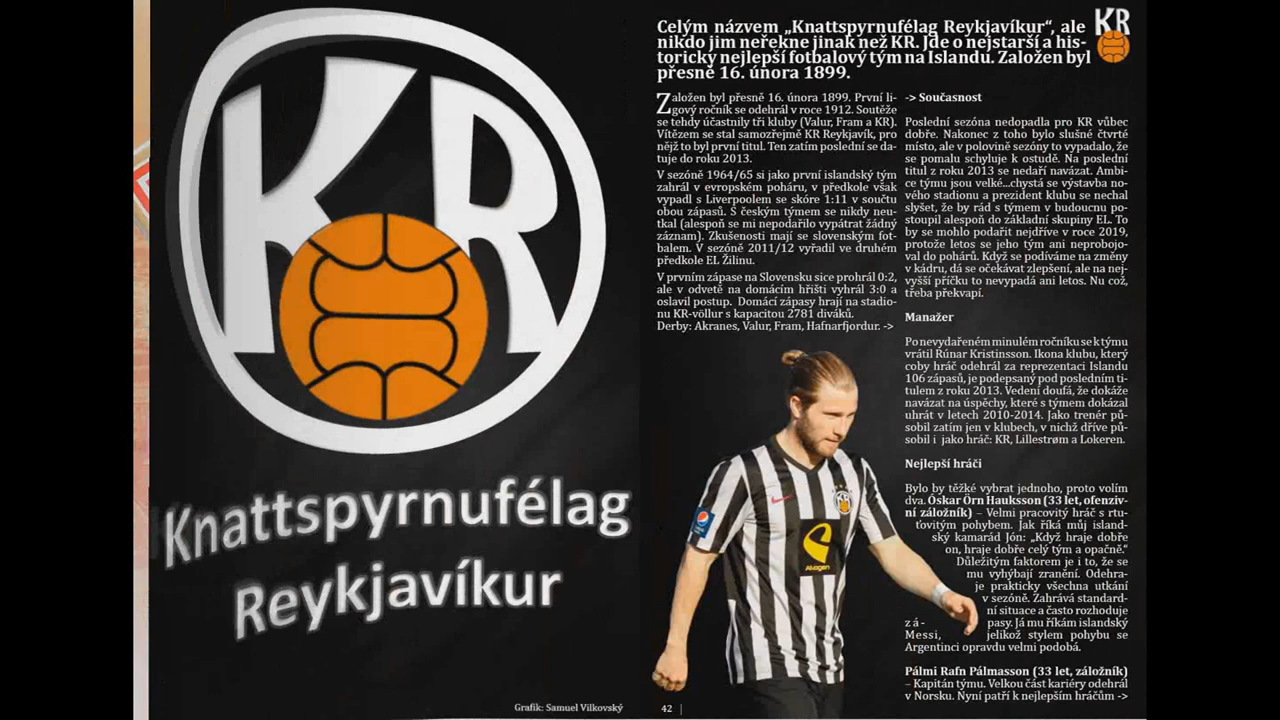 KR
Knattspyrnufélag
Reykjavíkur
Grafik: Samuel Vilkovský
Celým názvem „Knattspyrnufélag Reykjavíkur“, ale
nikdo jim neřekne jinak než KR. Jde o nejstarší a his-
toricky nejlepší fotbalový tým na Islandu. Založen byl
přesně 16. února 1899.
KR
Založen byl přesně 16. února 1899. První li-
gový ročník se odehrál v roce 1912. Soutěže
se tehdy účastnily tři kluby (Valur, Fram a KR).
Vítězem se stal samozřejmě KR Reykjavík, pro
nějž to byl první titul. Ten zatím poslední se da-
tuje do roku 2013.
V sezóně 1964/65 si jako první islandský tým
zahrál v evropském poháru, v předkole však
vypadl s Liverpoolem se skóre 1:11 v součtu
obou zápasů. S českým týmem se nikdy neu-
tkal (alespoň se mi nepodařilo vypátrat žádný
záznam). Zkušenosti mají se slovenským fot-
balem. V sezóně 2011/12 vyřadil ve druhém
předkole EL Žilinu.
V prvním zápase na Slovensku sice prohrál 0:2,
ale v odvetě na domácím hřišti vyhrál 3:0 a
oslavil postup. Domácí zápasy hrají na stadio-
nu KR-völlur s kapacitou 2781 diváků.
Derby: Akranes, Valur, Fram, Hafnarfjordur. ->
-> Současnost
Poslední sezóna nedopadla pro KR vůbec
dobře. Nakonec z toho bylo slušné čtvrté
místo, ale v polovině sezóny to vypadalo, že
se pomalu schyluje k ostudě. Na poslední
titul z roku 2013 se nedaří navázat. Ambi-
ce týmu jsou velké...chystá se výstavba no-
vého stadionu a prezident klubu se nechal
slyšet, že by rád s týmem v budoucnu po-
stoupil alespoň do základní skupiny EL. To
by se mohlo podařit nejdříve v roce 2019,
protože letos se jeho tým ani neprobojo-
val do pohárů. Když se podíváme na změny
v kádru, dá se očekávat zlepšení, ale na nej-
vyšší příčku to nevypadá ani letos. Nu což,
třeba překvapí.
Manažer
Po nevydařeném minulém ročníku se k týmu
vrátil Rúnar Kristinsson. Ikona klubu, který
coby hráč odehrál za reprezentaci Islandu
106 zápasů, je podepsaný pod posledním ti-
tulem z roku 2013. Vedení doufá, že dokáže
navázat na úspěchy, které s týmem dokázal
uhrát v letech 2010-2014. Jako trenér pů-
sobil zatím jen v klubech, v nichž dříve pů-
sobil i jako hráč: KR, Lillestrøm a Lokeren.
Nejlepší hráči
Bylo by těžké vybrat jednoho, proto volím
dva. Óskar Örn Hauksson (33 let, ofenziv-
ní záložník) – Velmi pracovitý hráč s rtu-
ťovitým pohybem. Jak říká můj island-
ský kamarád Jón: „Když hraje dobře
on, hraje dobře celý tým a opačně.“
Důležitým faktorem je i to, že se
mu vyhýbají zranění. Odehra-
je prakticky všechna utkání
v sezóně. Zahrává standard-
ní situace a často rozhoduje
zá- pasy. Já mu říkám islandský
Messi, jelikož stylem pohybu se
Argentinci opravdu velmi podobá.
Pálmi Rafn Pálmasson (33 let, záložník)
– Kapitán týmu. Velkou část kariéry odehrál
v Norsku. Nyní patří k nejlepším hráčům ->
pepsi
KR
Alvogen
42